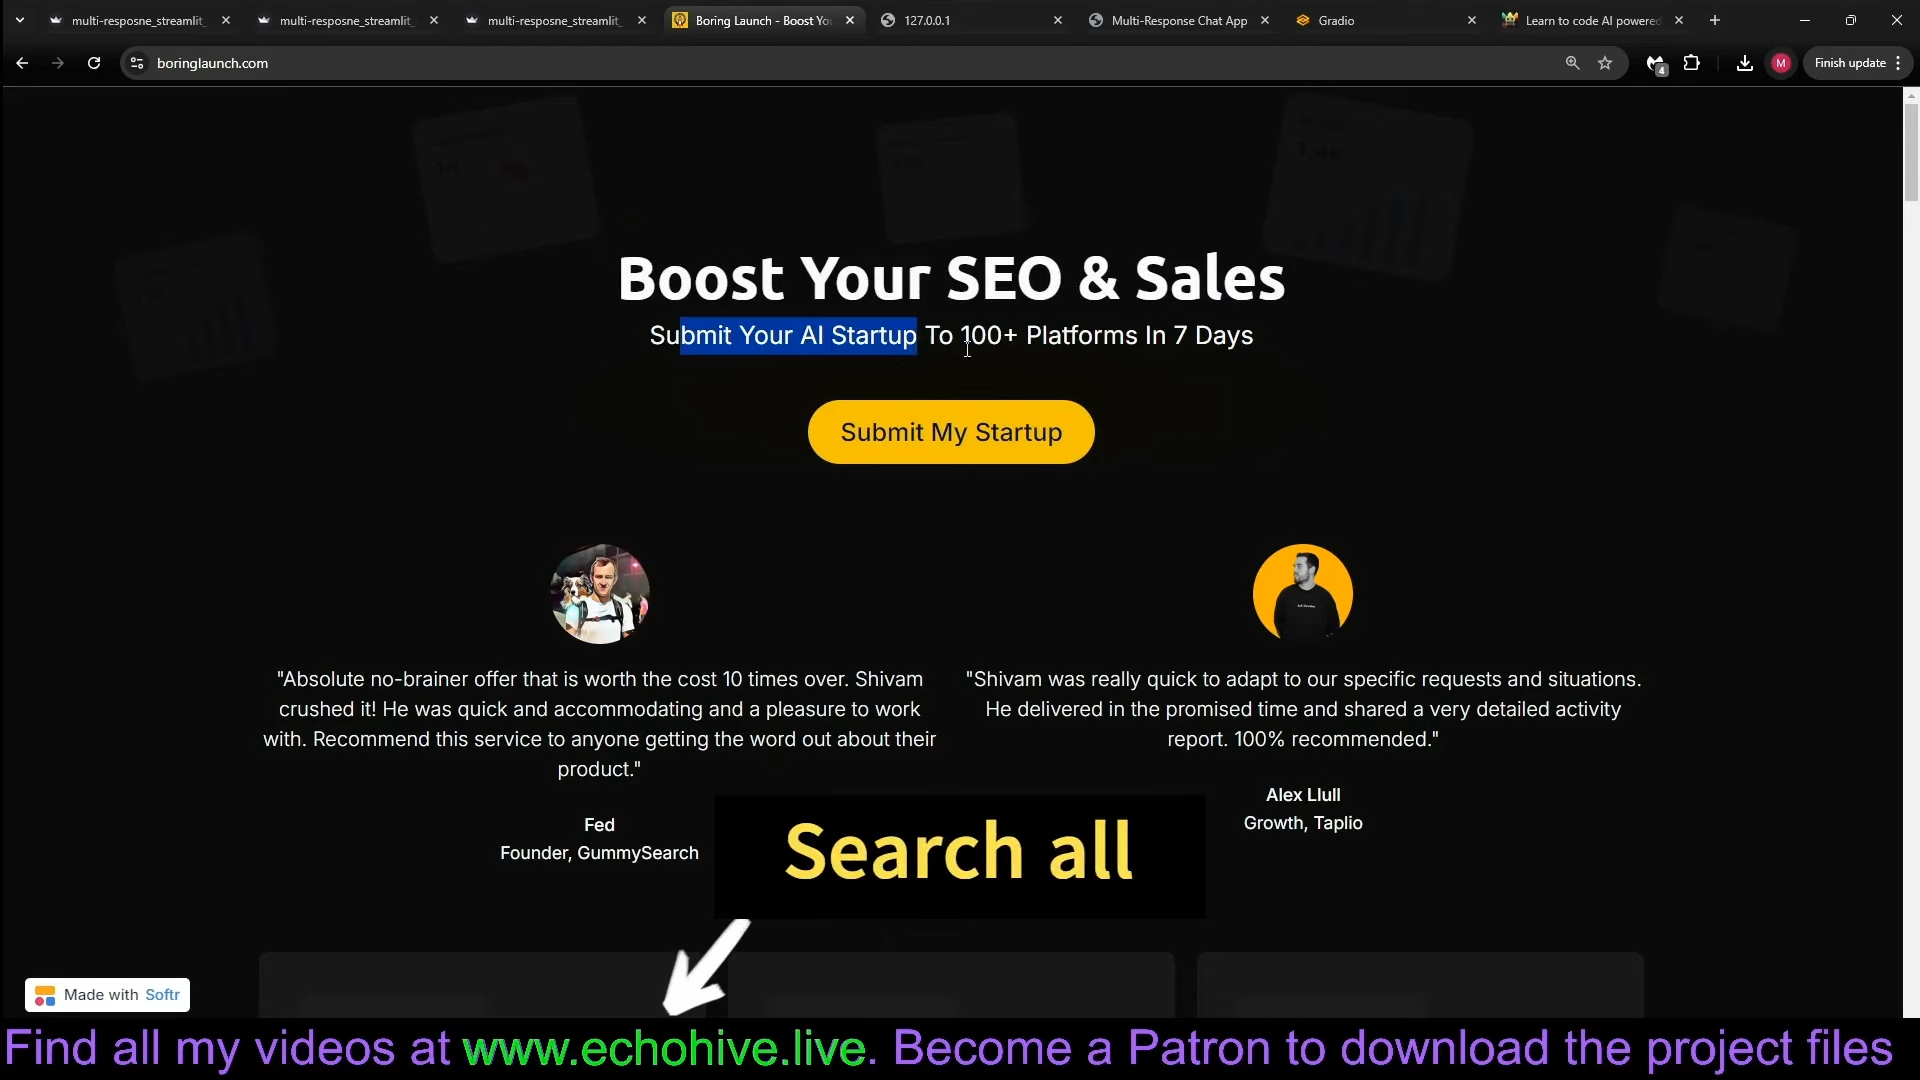 multi-resposne_streamlit_
multi-resposne_streamlit_
multi-resposne_streamlit_
Boring Launch - Boost You
127.0.0.1
Multi-Response Chat App
Gradio
Learn to code AI powered
boringlaunch.com
4
M
Finish update
Boost Your SEO & Sales
Submit Your AI Startup To 100+ Platforms In 7 Days
Submit My Startup
"Absolute no-brainer offer that is worth the cost 10 times over. Shivam
crushed it! He was quick and accommodating and a pleasure to work
with. Recommend this service to anyone getting the word out about their
product."
Fed
Founder, GummySearch
"Shivam was really quick to adapt to our specific requests and situations.
He delivered in the promised time and shared a very detailed activity
report. 100% recommended."
Alex Llull
Growth, Taplio
Search all
Made with Softr
Find all my videos at www.echohive.live. Become a Patron to download the project files